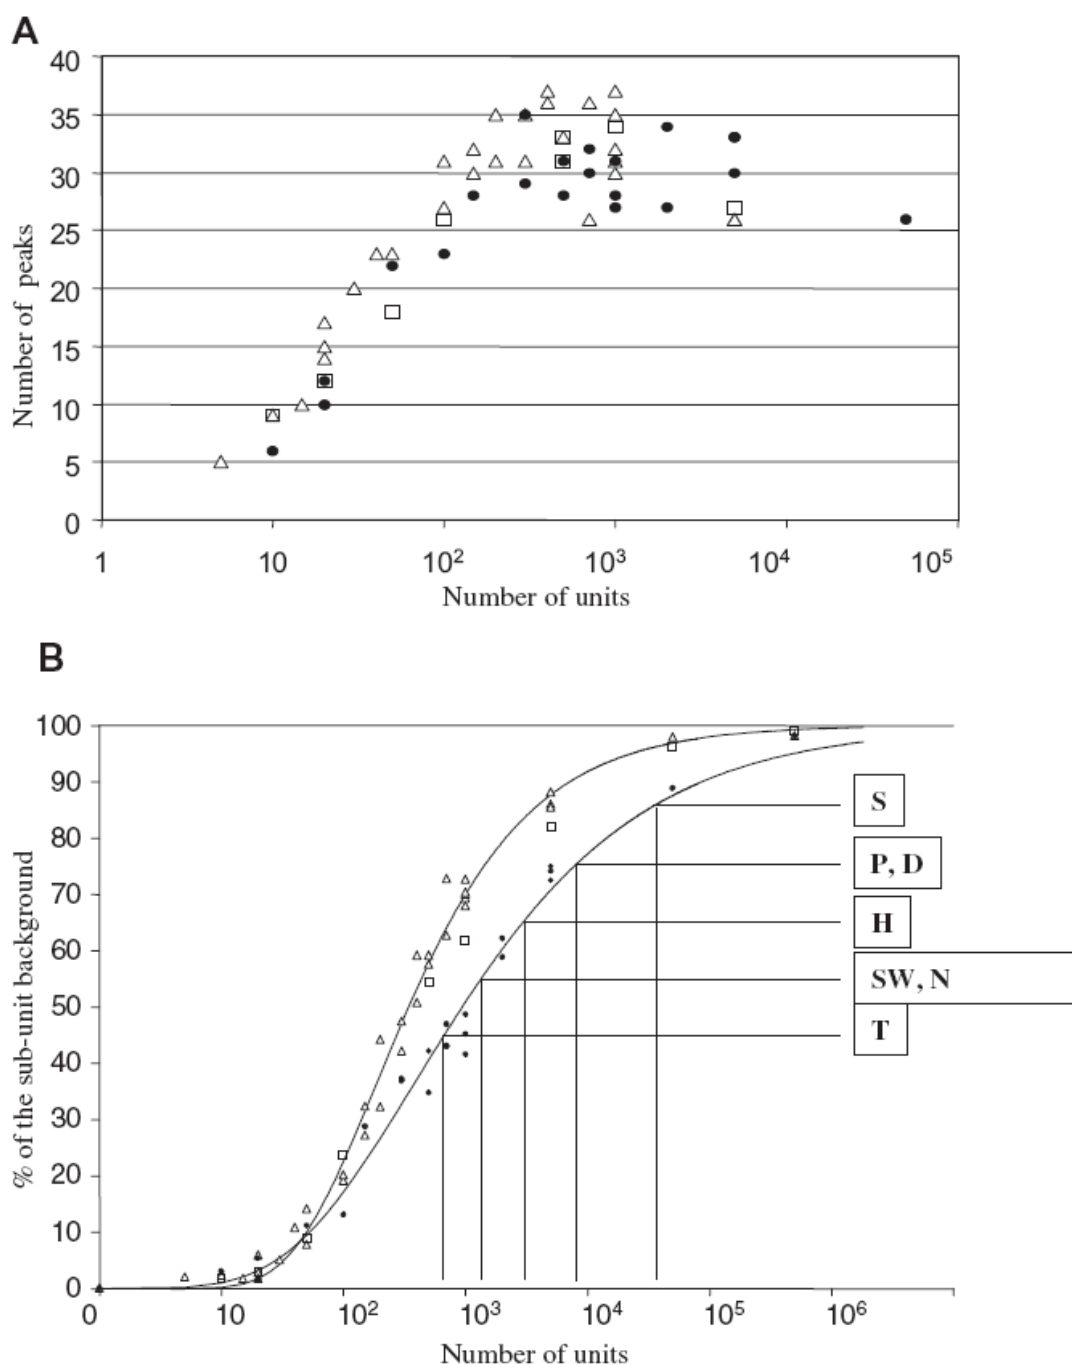 A
40
35
30
25
20
15
10
5
0
Number of peaks
1 10 10² 10³ 10⁴ 10⁵
Number of units
B
100
90
80
70
60
50
40
30
20
10
0
% of the sub-unit background
S
P, D
H
SW, N
T
0 10 10² 10³ 10⁴ 10⁵ 10⁶
Number of units